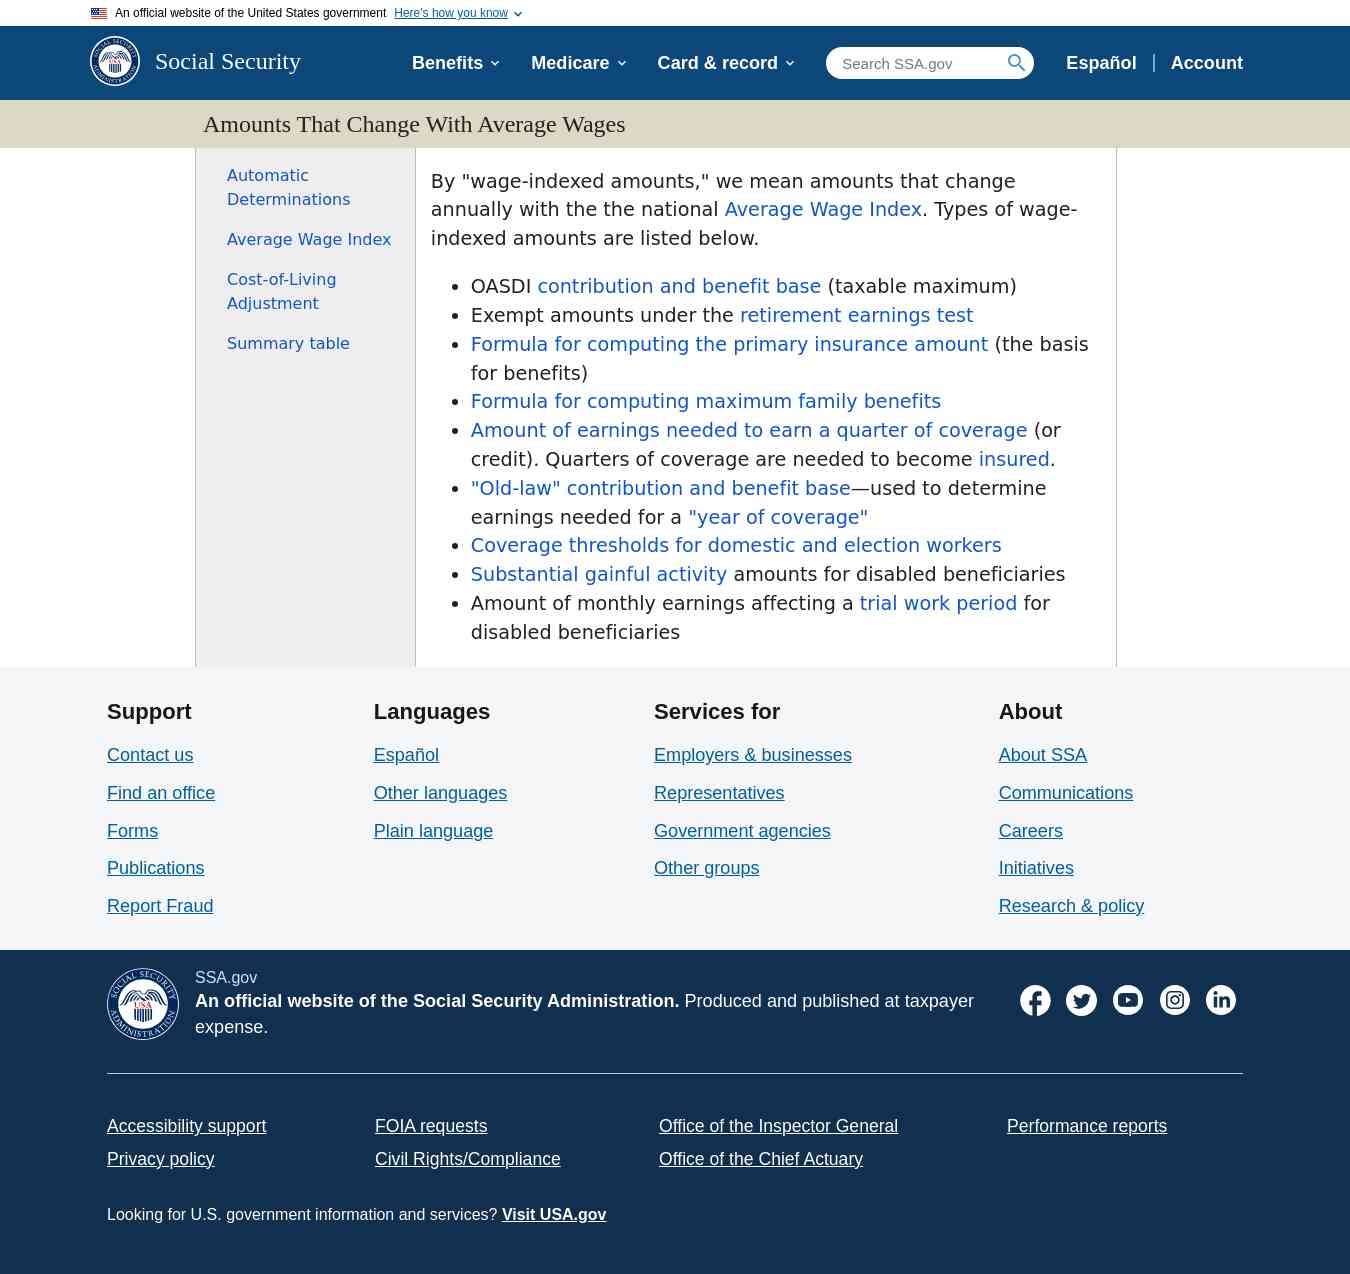 An official website of the United States government Here's how you know
Social Security
Benefits
Medicare
Card & record
Search SSA.gov
Español
Account
Amounts That Change With Average Wages
Automatic
Determinations
Average Wage Index
Cost-of-Living
Adjustment
Summary table
By "wage-indexed amounts," we mean amounts that change
annually with the the national Average Wage Index. Types of wage-
indexed amounts are listed below.
• OASDI contribution and benefit base (taxable maximum)
• Exempt amounts under the retirement earnings test
• Formula for computing the primary insurance amount (the basis
for benefits)
• Formula for computing maximum family benefits
• Amount of earnings needed to earn a quarter of coverage (or
credit). Quarters of coverage are needed to become insured.
• "Old-law" contribution and benefit base—used to determine
earnings needed for a "year of coverage"
• Coverage thresholds for domestic and election workers
• Substantial gainful activity amounts for disabled beneficiaries
• Amount of monthly earnings affecting a trial work period for
disabled beneficiaries
Support
Contact us
Find an office
Forms
Publications
Report Fraud
Languages
Español
Other languages
Plain language
Services for
Employers & businesses
Representatives
Government agencies
Other groups
About
About SSA
Communications
Careers
Initiatives
Research & policy
SOCIAL SECURITY
USA
ADMINISTRATION
SSA.gov
An official website of the Social Security Administration. Produced and published at taxpayer
expense.
Accessibility support
FOIA requests
Office of the Inspector General
Performance reports
Privacy policy
Civil Rights/Compliance
Office of the Chief Actuary
Looking for U.S. government information and services? Visit USA.gov